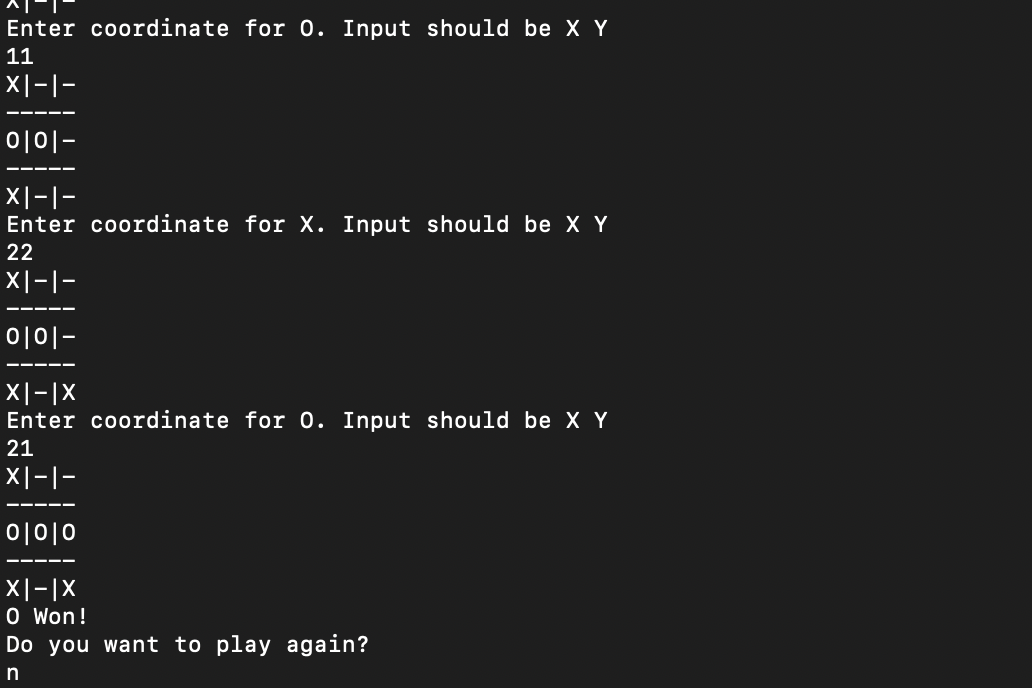 X|-|-
Enter coordinate for O. Input should be X Y
11
X|-|-
-----
O|O|-
-----
X|-|-
Enter coordinate for X. Input should be X Y
22
X|-|-
-----
O|O|-
-----
X|-|X
Enter coordinate for O. Input should be X Y
21
X|-|-
-----
O|O|O
-----
X|-|X
O Won!
Do you want to play again?
n